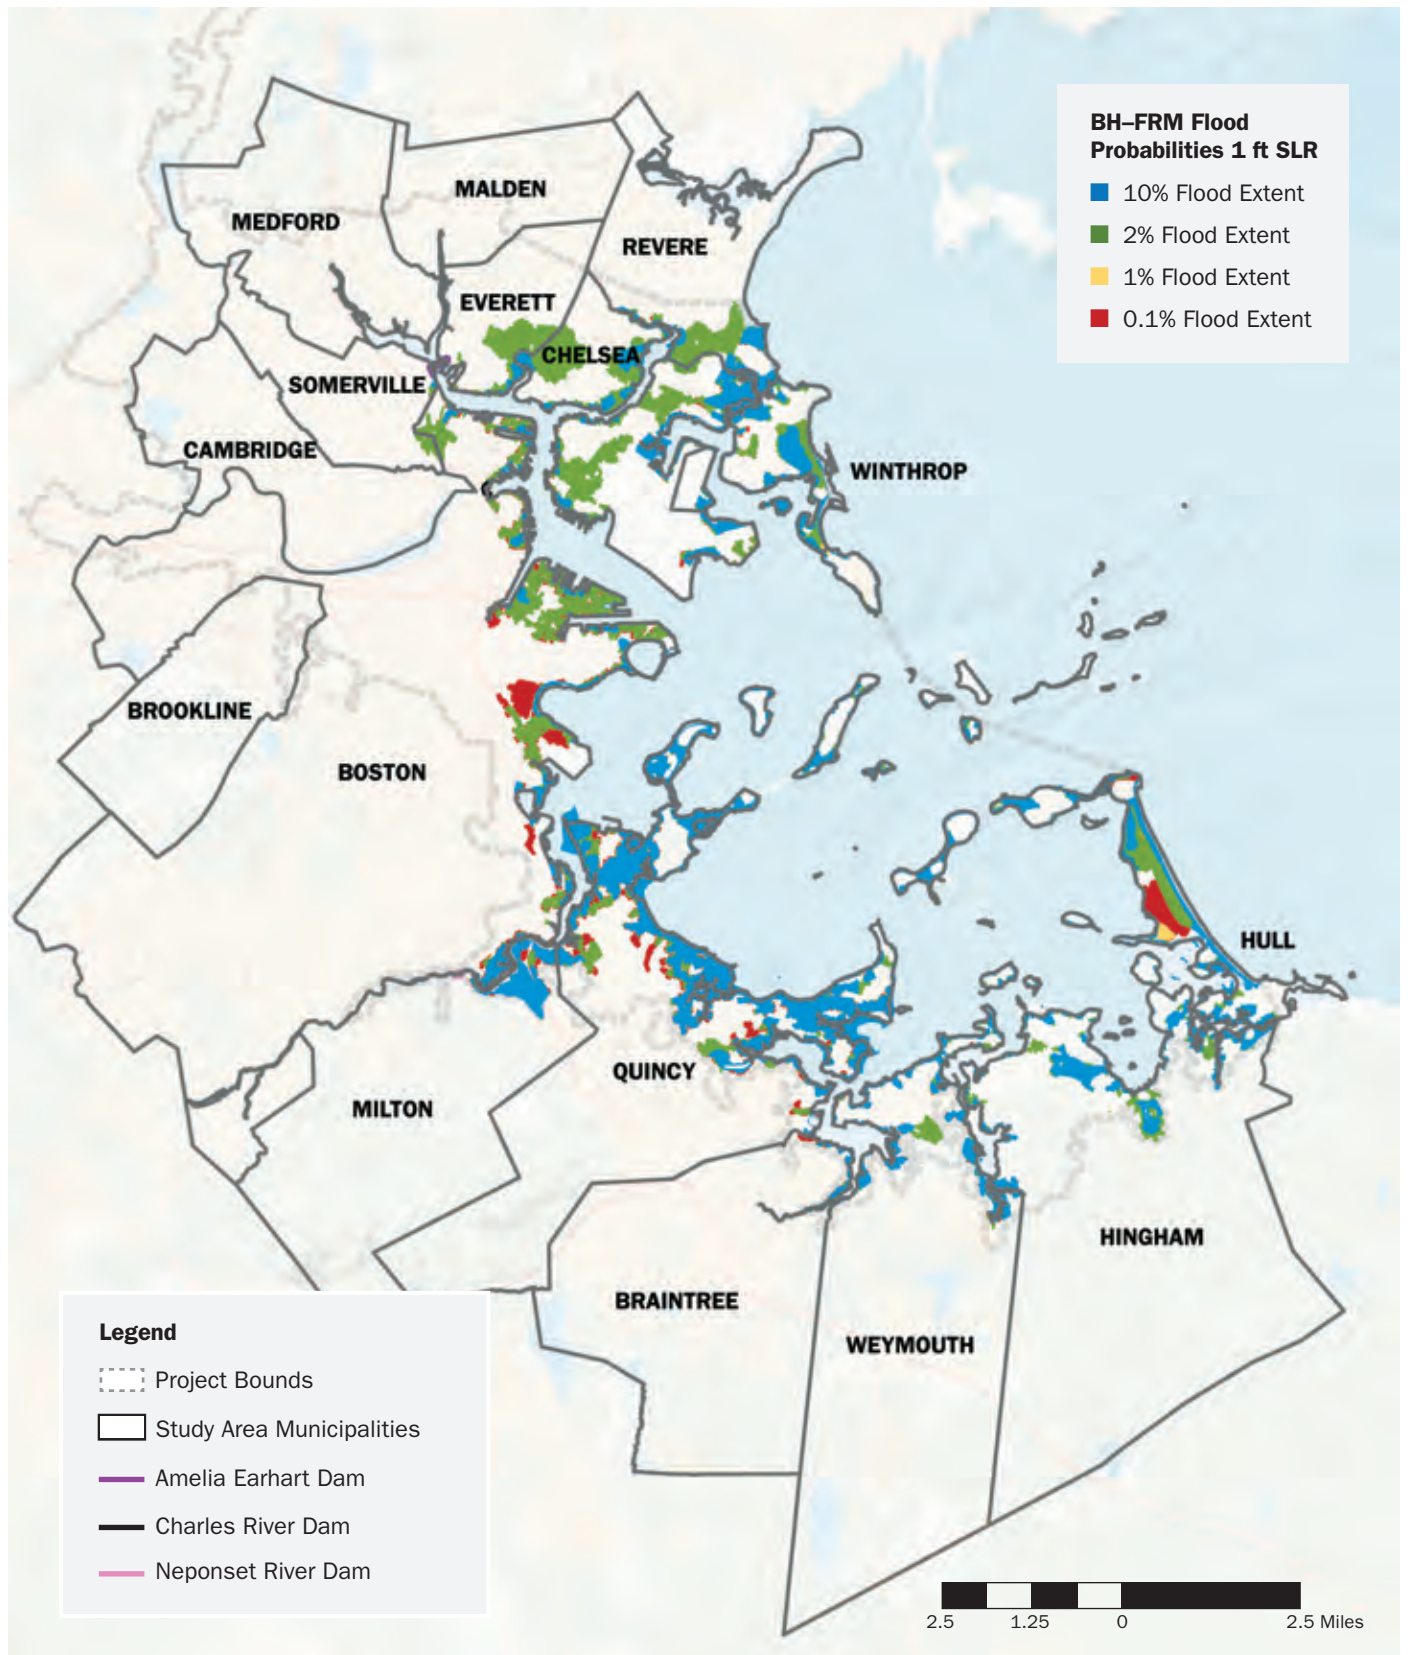 BH–FRM Flood
Probabilities 1 ft SLR
10% Flood Extent
2% Flood Extent
1% Flood Extent
0.1% Flood Extent
MALDEN
MEDFORD
REVERE
EVERETT
CHELSEA
SOMERVILLE
CAMBRIDGE
WINTHROP
BROOKLINE
BOSTON
HULL
QUINCY
MILTON
HINGHAM
BRAINTREE
WEYMOUTH
Legend
Project Bounds
Study Area Municipalities
Amelia Earhart Dam
Charles River Dam
Neponset River Dam
2.5 1.25 0 2.5 Miles